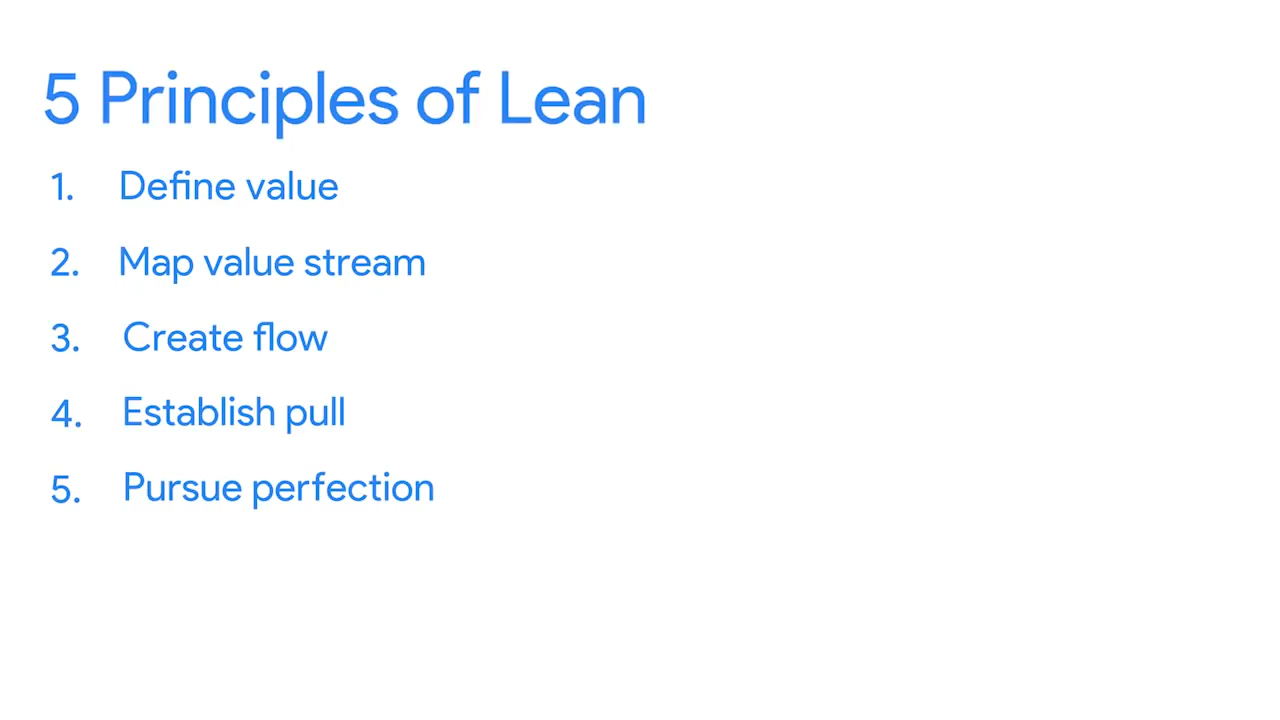 5 Principles of Lean
1. Define value
2. Map value stream
3. Create flow
4. Establish pull
5. Pursue perfection